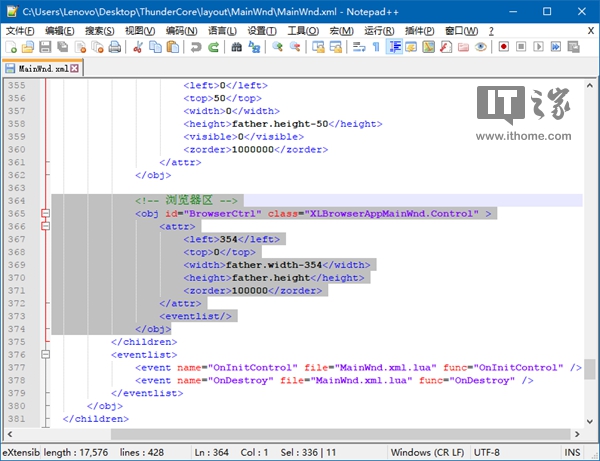 C:\Users\Lenovo\Desktop\ThunderCore\layout\MainWnd\MainWnd.xml - Notepad++
文件(F) 编辑(E) 搜索(S) 视图(V) 编码(N) 语言(L) 设置(T) 工具(O) 宏(M) 运行(R) 插件(P) 窗口(W) ? X
MainWnd.xml
355 <left>0</left>
356 <top>50</top>
357 <width>0</width>
358 <height>father.height-50</height>
359 <visible>0</visible>
360 <zorder>1000000</zorder>
361 </attr>
362 </obj>
363
364 <!-- 浏览器区 -->
365 <obj id="BrowserCtrl" class="XLBrowserAppMainWnd.Control" >
366 <attr>
367 <left>354</left>
368 <top>0</top>
369 <width>father.width-354</width>
370 <height>father.height</height>
371 <zorder>100000</zorder>
372 </attr>
373 <eventlist/>
374 </obj>
375 </children>
376 <eventlist>
377 <event name="OnInitControl" file="MainWnd.xml.lua" func="OnInitControl" />
378 <event name="OnDestroy" file="MainWnd.xml.lua" func="OnDestroy" />
379 </eventlist>
380 </obj>
381 </children>
IT之家
www.ithome.com
eXtensib length : 17,576 lines : 428 Ln : 364 Col : 1 Sel : 336 | 11 Windows (CR LF) UTF-8 INS